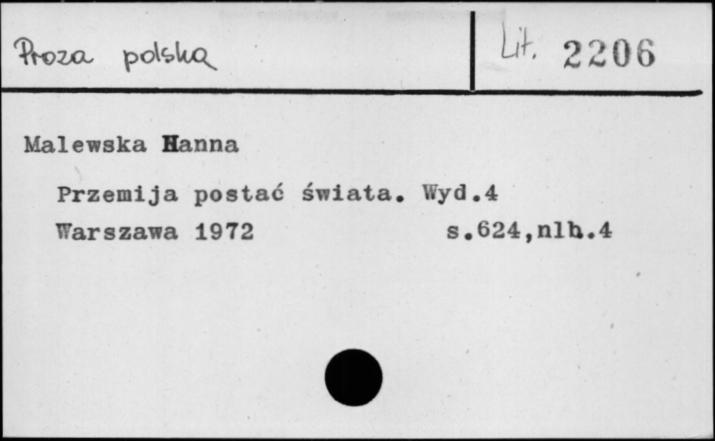 Proza polska
Lit. 2206
Malewska Hanna
Przemija postać świata. Wyd.4
Warszawa 1972 s.624,nlb.4